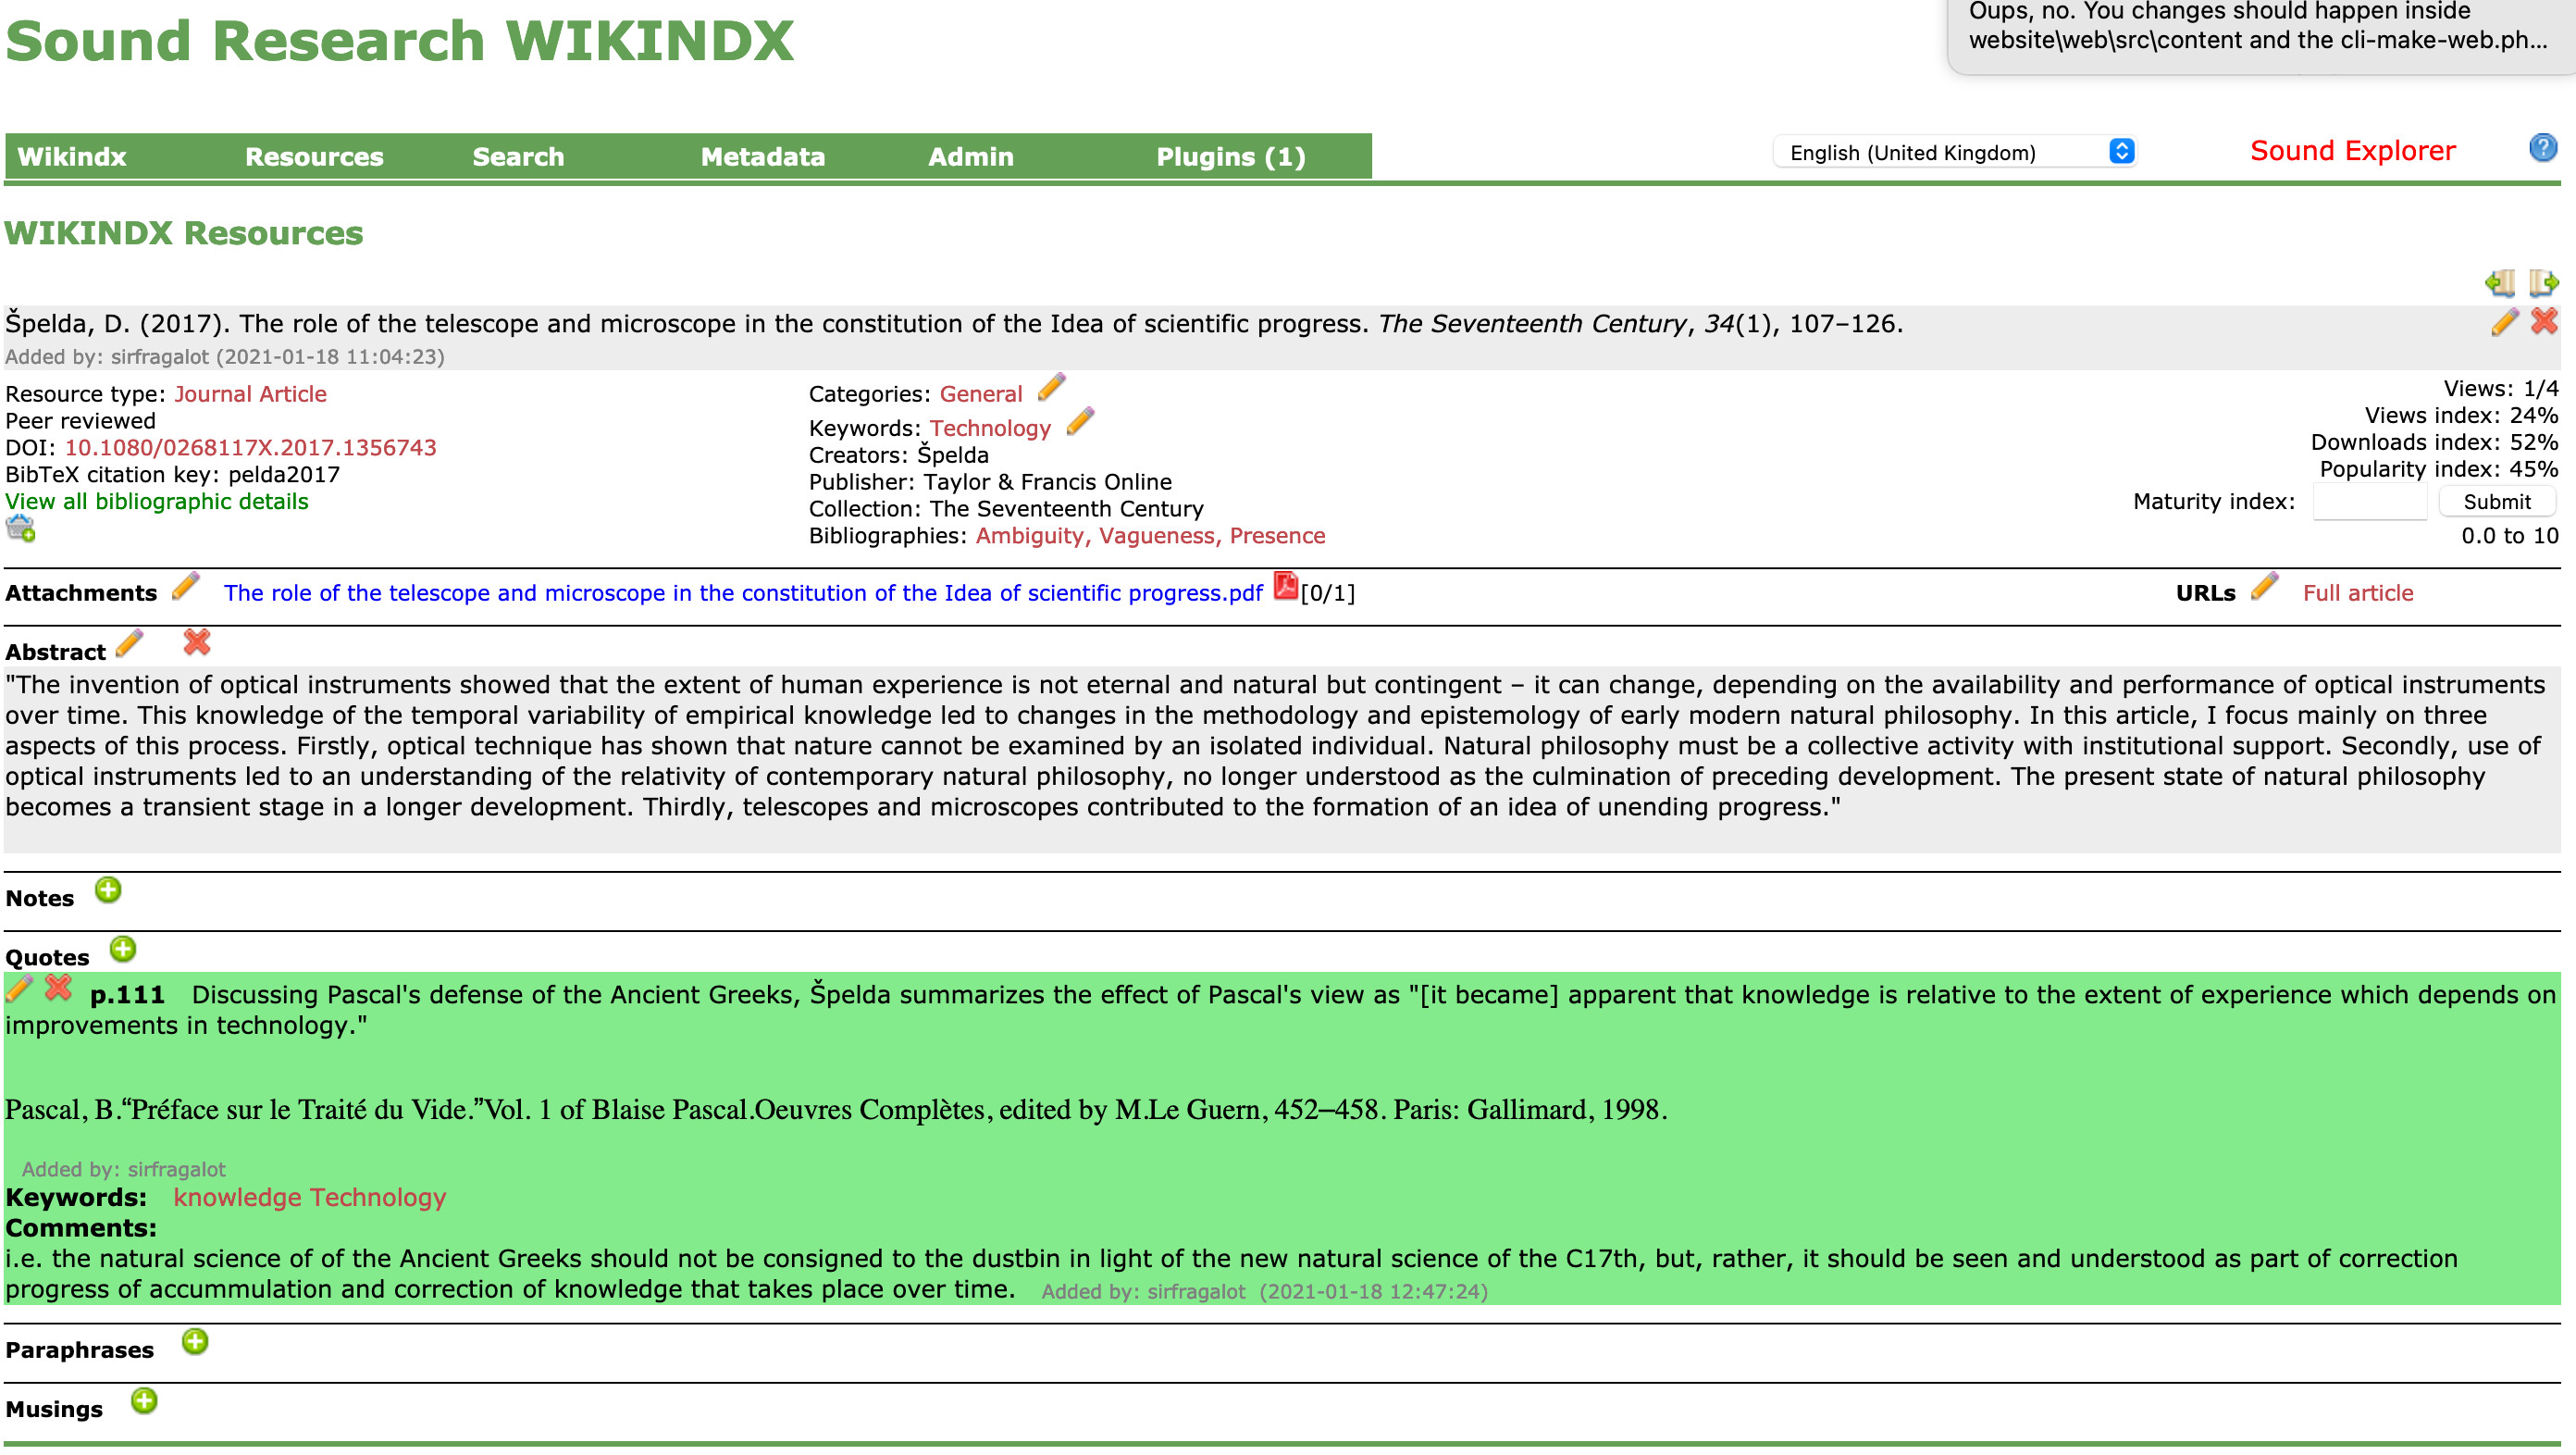 Sound Research WIKINDX
Oups, no. You changes should happen inside
website\web\src\content and the cli-make-web.ph...
Wikindx Resources Search Metadata Admin Plugins (1)
English (United Kingdom)
Sound Explorer
?
WIKINDX Resources
Špelda, D. (2017). The role of the telescope and microscope in the constitution of the Idea of scientific progress. The Seventeenth Century, 34(1), 107–126.
Added by: sirfragalot (2021-01-18 11:04:23)
Resource type: Journal Article
Peer reviewed
DOI: 10.1080/0268117X.2017.1356743
BibTeX citation key: pelda2017
View all bibliographic details
Categories: General
Keywords: Technology
Creators: Špelda
Publisher: Taylor & Francis Online
Collection: The Seventeenth Century
Bibliographies: Ambiguity, Vagueness, Presence
Views: 1/4
Views index: 24%
Downloads index: 52%
Popularity index: 45%
Maturity index: Submit
0.0 to 10
Attachments The role of the telescope and microscope in the constitution of the Idea of scientific progress.pdf [0/1]
URLs Full article
Abstract
"The invention of optical instruments showed that the extent of human experience is not eternal and natural but contingent – it can change, depending on the availability and performance of optical instruments
over time. This knowledge of the temporal variability of empirical knowledge led to changes in the methodology and epistemology of early modern natural philosophy. In this article, I focus mainly on three
aspects of this process. Firstly, optical technique has shown that nature cannot be examined by an isolated individual. Natural philosophy must be a collective activity with institutional support. Secondly, use of
optical instruments led to an understanding of the relativity of contemporary natural philosophy, no longer understood as the culmination of preceding development. The present state of natural philosophy
becomes a transient stage in a longer development. Thirdly, telescopes and microscopes contributed to the formation of an idea of unending progress."
Notes
Quotes
p.111 Discussing Pascal's defense of the Ancient Greeks, Špelda summarizes the effect of Pascal's view as "[it became] apparent that knowledge is relative to the extent of experience which depends on
improvements in technology."
Pascal, B.“Préface sur le Traité du Vide.”Vol. 1 of Blaise Pascal.Oeuvres Complètes, edited by M.Le Guern, 452–458. Paris: Gallimard, 1998.
Added by: sirfragalot
Keywords: knowledge Technology
Comments:
i.e. the natural science of of the Ancient Greeks should not be consigned to the dustbin in light of the new natural science of the C17th, but, rather, it should be seen and understood as part of correction
progress of accummulation and correction of knowledge that takes place over time. Added by: sirfragalot (2021-01-18 12:47:24)
Paraphrases
Musings